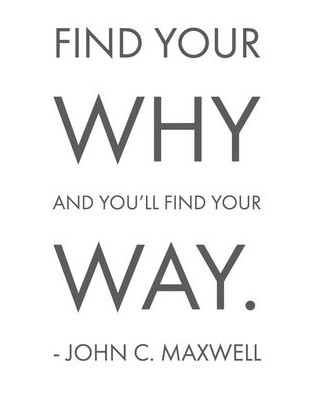 FIND YOUR
WHY
AND YOU'LL FIND YOUR
WAY.
- JOHN C. MAXWELL